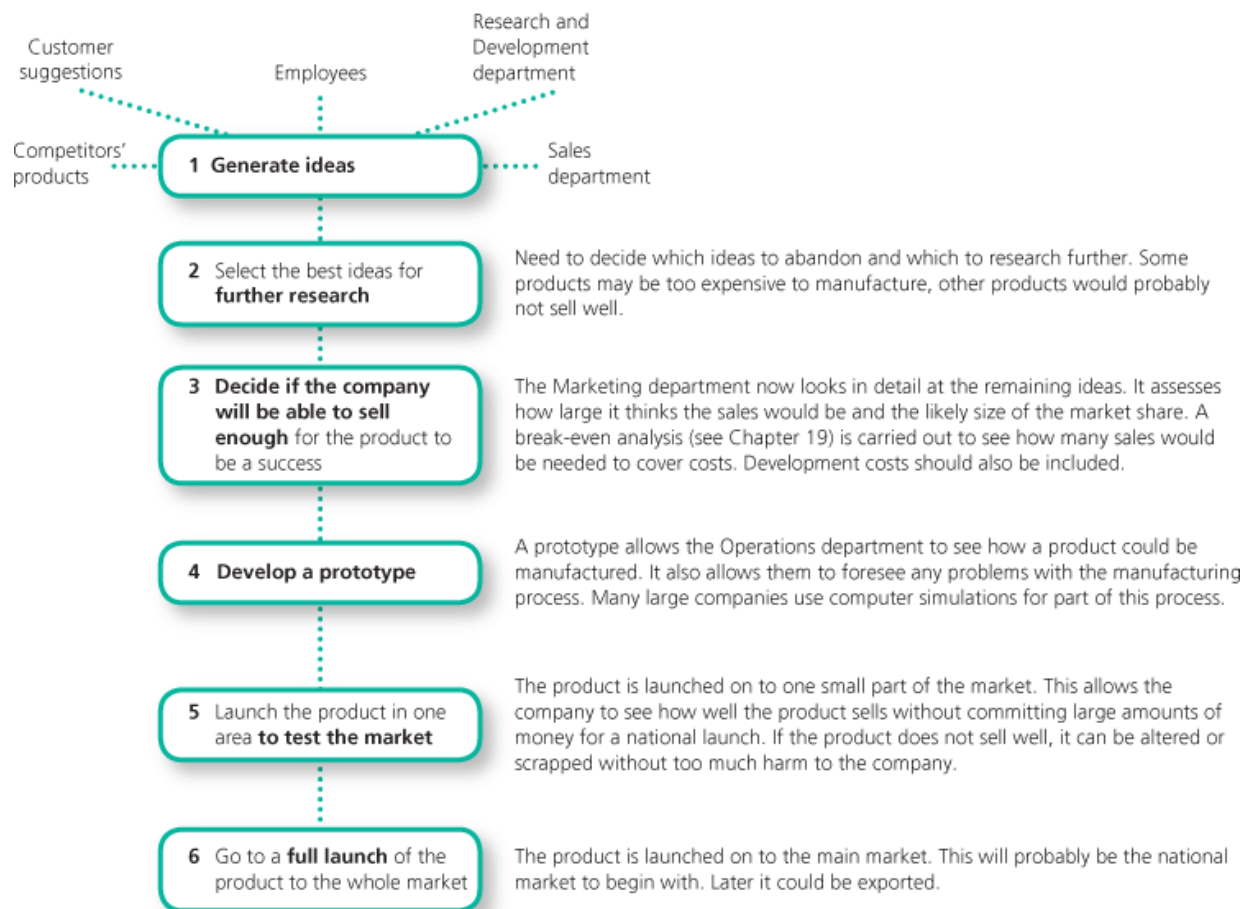 Customer
suggestions
Employees
Research and
Development
department
Competitors'
products
1 Generate ideas
Sales
department
2 Select the best ideas for
further research
Need to decide which ideas to abandon and which to research further. Some
products may be too expensive to manufacture, other products would probably
not sell well.
3 Decide if the company
will be able to sell
enough for the product to
be a success
The Marketing department now looks in detail at the remaining ideas. It assesses
how large it thinks the sales would be and the likely size of the market share. A
break-even analysis (see Chapter 19) is carried out to see how many sales would
be needed to cover costs. Development costs should also be included.
4 Develop a prototype
A prototype allows the Operations department to see how a product could be
manufactured. It also allows them to foresee any problems with the manufacturing
process. Many large companies use computer simulations for part of this process.
5 Launch the product in one
area to test the market
The product is launched on to one small part of the market. This allows the
company to see how well the product sells without committing large amounts of
money for a national launch. If the product does not sell well, it can be altered or
scrapped without too much harm to the company.
6 Go to a full launch of the
product to the whole market
The product is launched on to the main market. This will probably be the national
market to begin with. Later it could be exported.